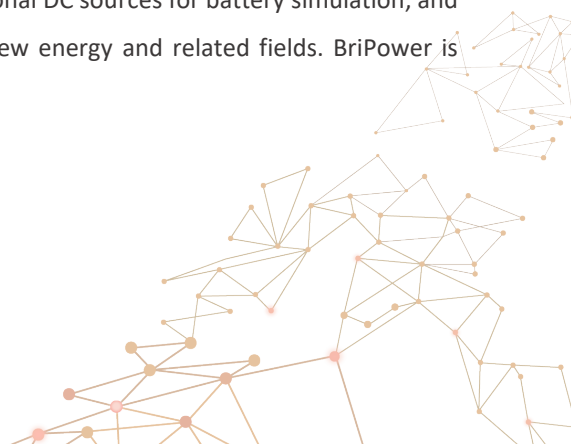 onal DC sources for battery simulation, and
ew energy and related fields. BriPower is